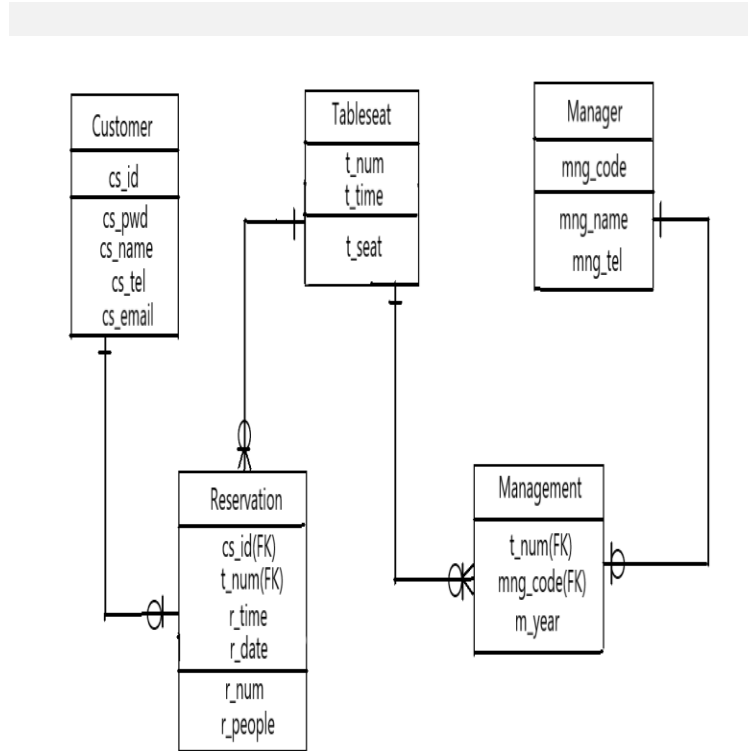 Customer
cs_id
cs_pwd
cs_name
cs_tel
cs_email
Tableseat
t_num
t_time
t_seat
Manager
mng_code
mng_name
mng_tel
Reservation
cs_id(FK)
t_num(FK)
r_time
r_date
r_num
r_people
Management
t_num(FK)
mng_code(FK)
m_year